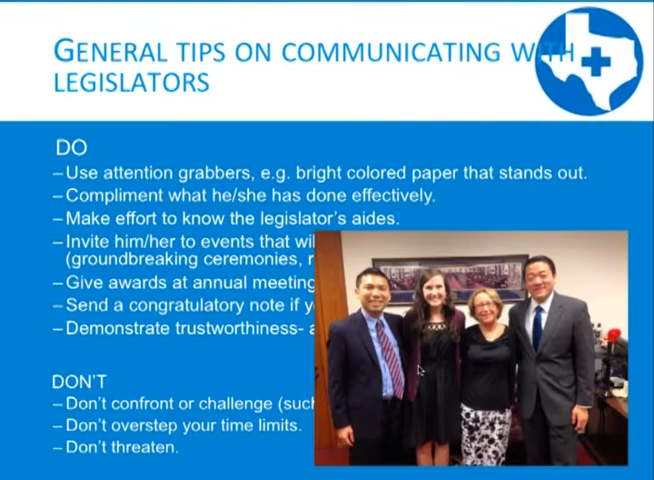 GENERAL TIPS ON COMMUNICATING WITH
LEGISLATORS
DO
– Use attention grabbers, e.g. bright colored paper that stands out.
– Compliment what he/she has done effectively.
– Make effort to know the legislator's aides.
– Invite him/her to events that
(groundbreaking ceremonies,
– Give awards at annual meeting
– Send a congratulatory note if
– Demonstrate trustworthiness-
DON'T
– Don't confront or challenge (such
– Don't overstep your time limits.
– Don't threaten.